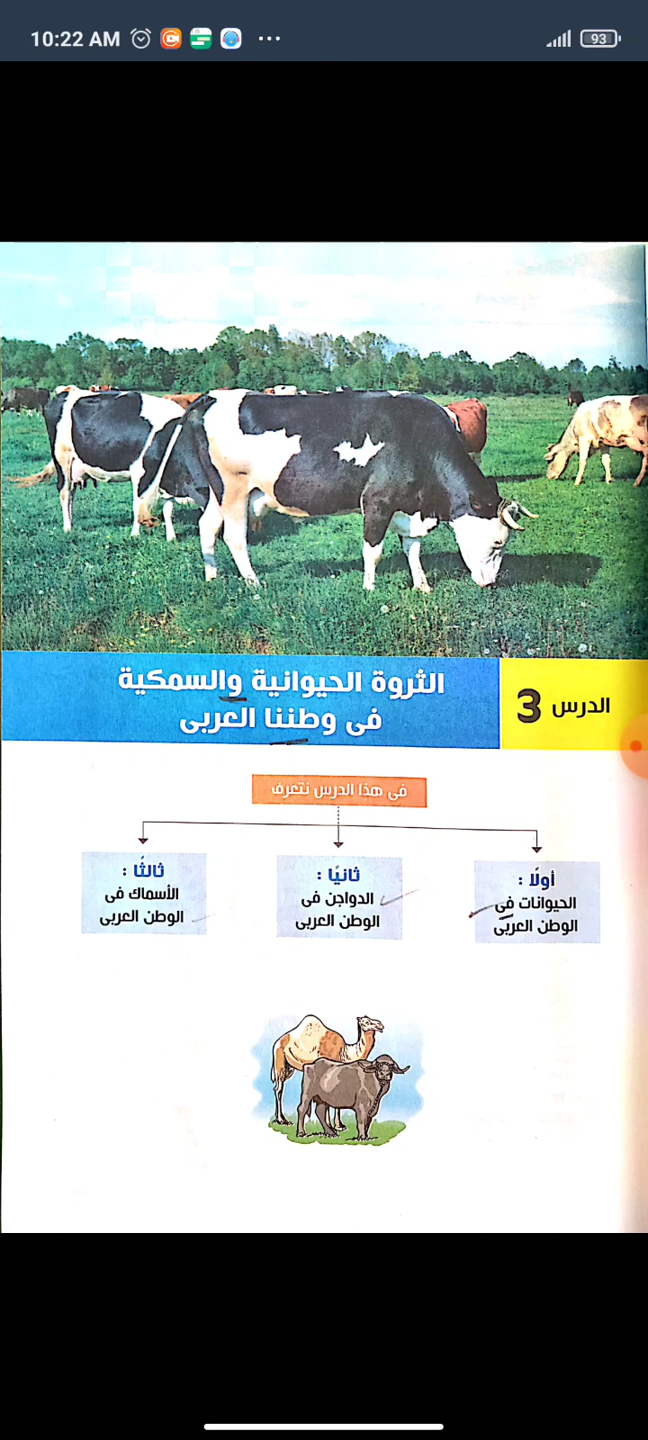 10:22 AM
93
الدرس 3
الثروة الحيوانية والسمكية
فى وطننا العربى
فى هذا الدرس نتعرف
أولًا :
الحيوانات فى
الوطن العربى
ثانيًا :
الدواجن فى
الوطن العربى
ثالثًا :
الأسماك فى
الوطن العربى